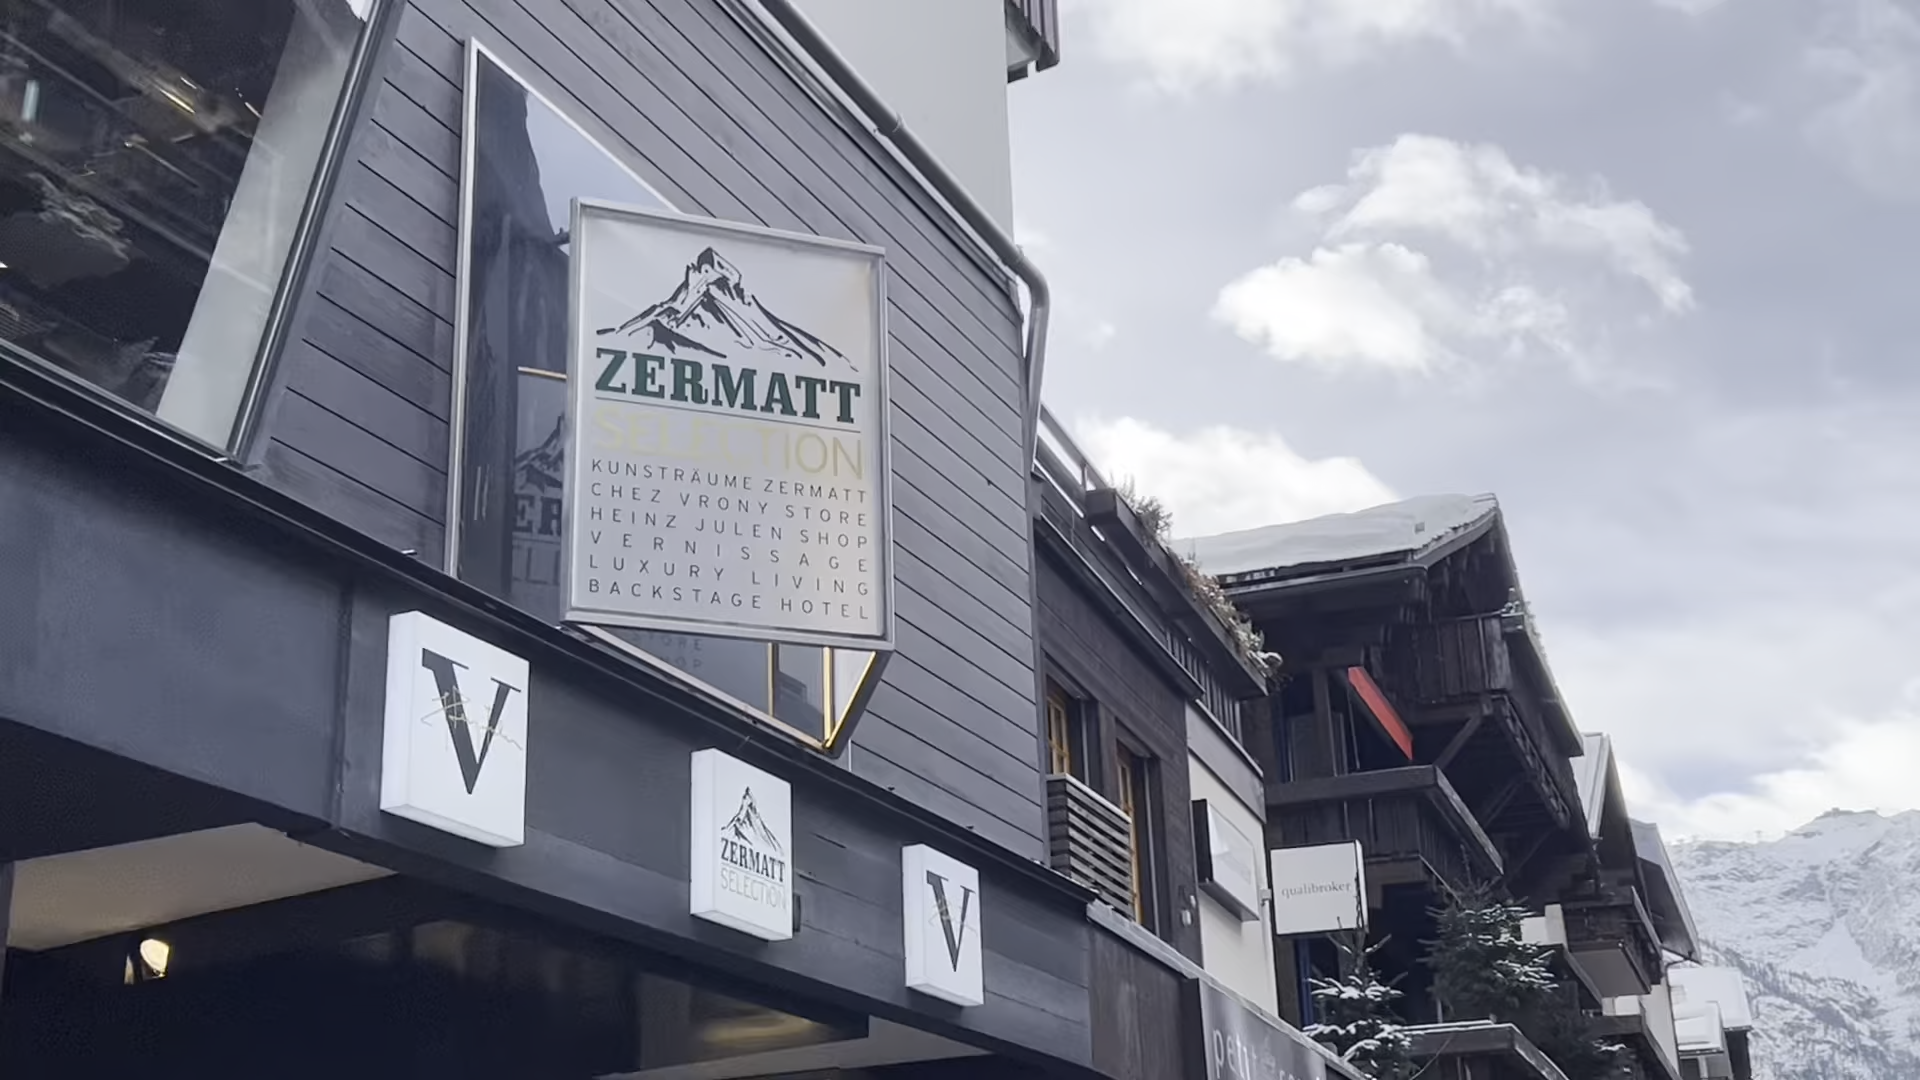 ZERMATT
SELECTION
KUNSTRÄUME ZERMATT
CHEZ VRONY STORE
HEINZ JULEN SHOP
VERNISSAGE
LUXURY LIVING
BACKSTAGE HOTEL
V
ZERMATT
SELECTION
V
qualibroker